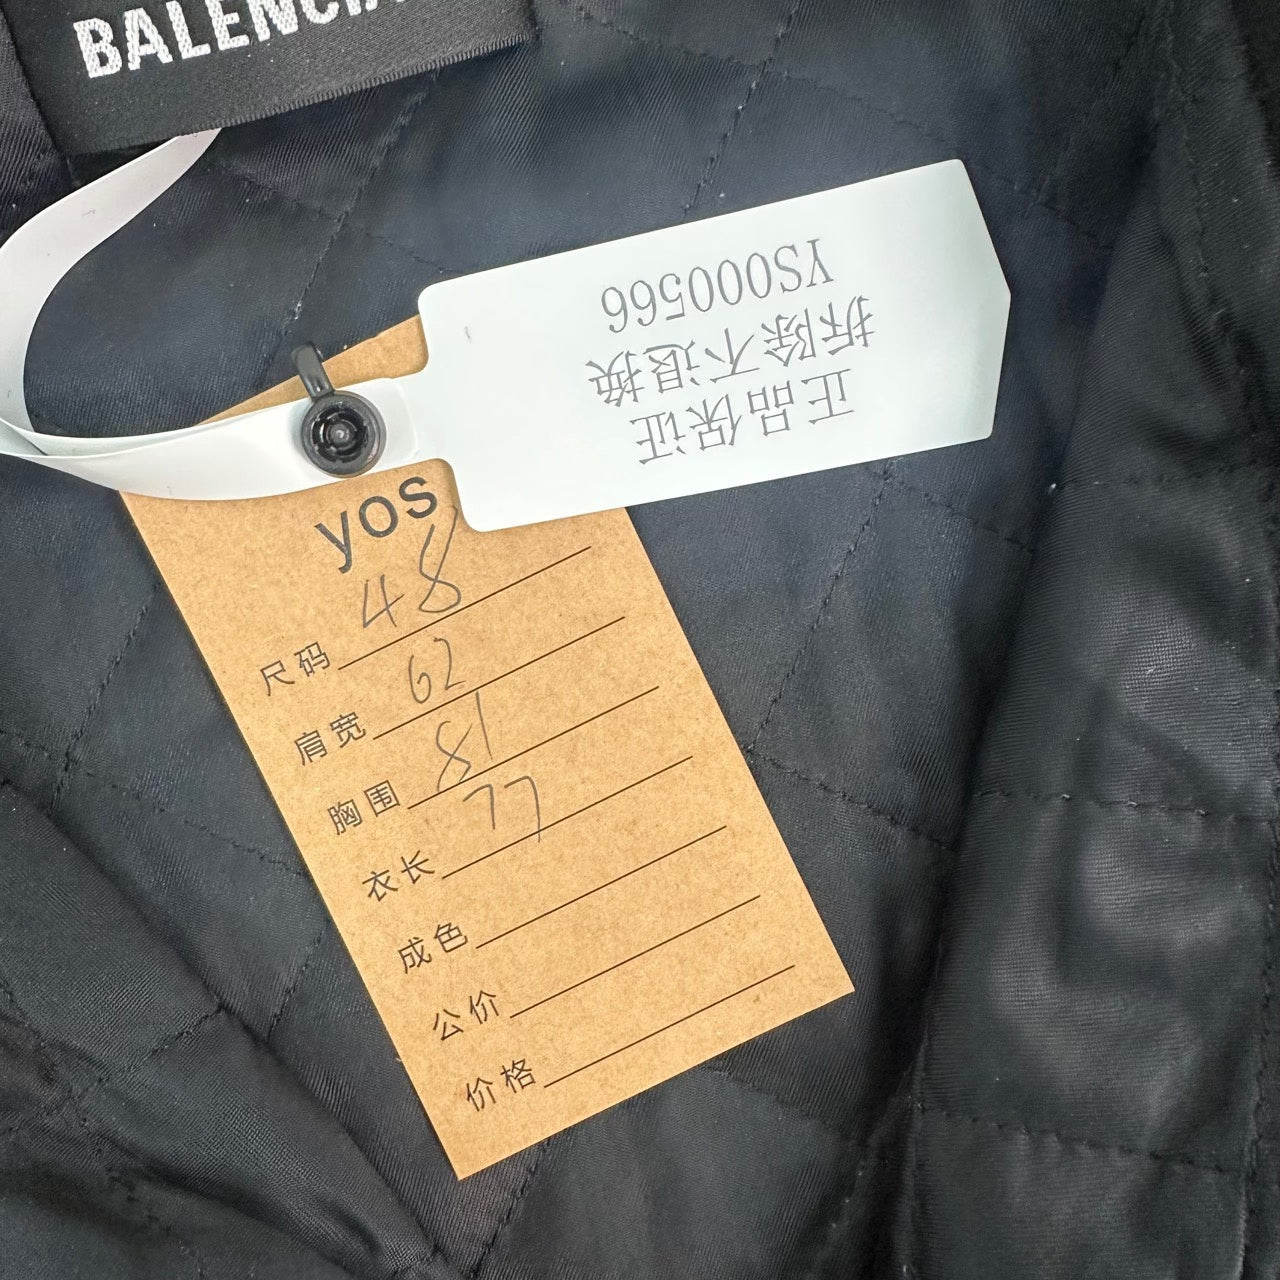 BALENCIA
正品保证
拆除不退换
YS000566
yos
尺码 48
肩宽 62
胸围 81
衣长 77
成色
公价
价格